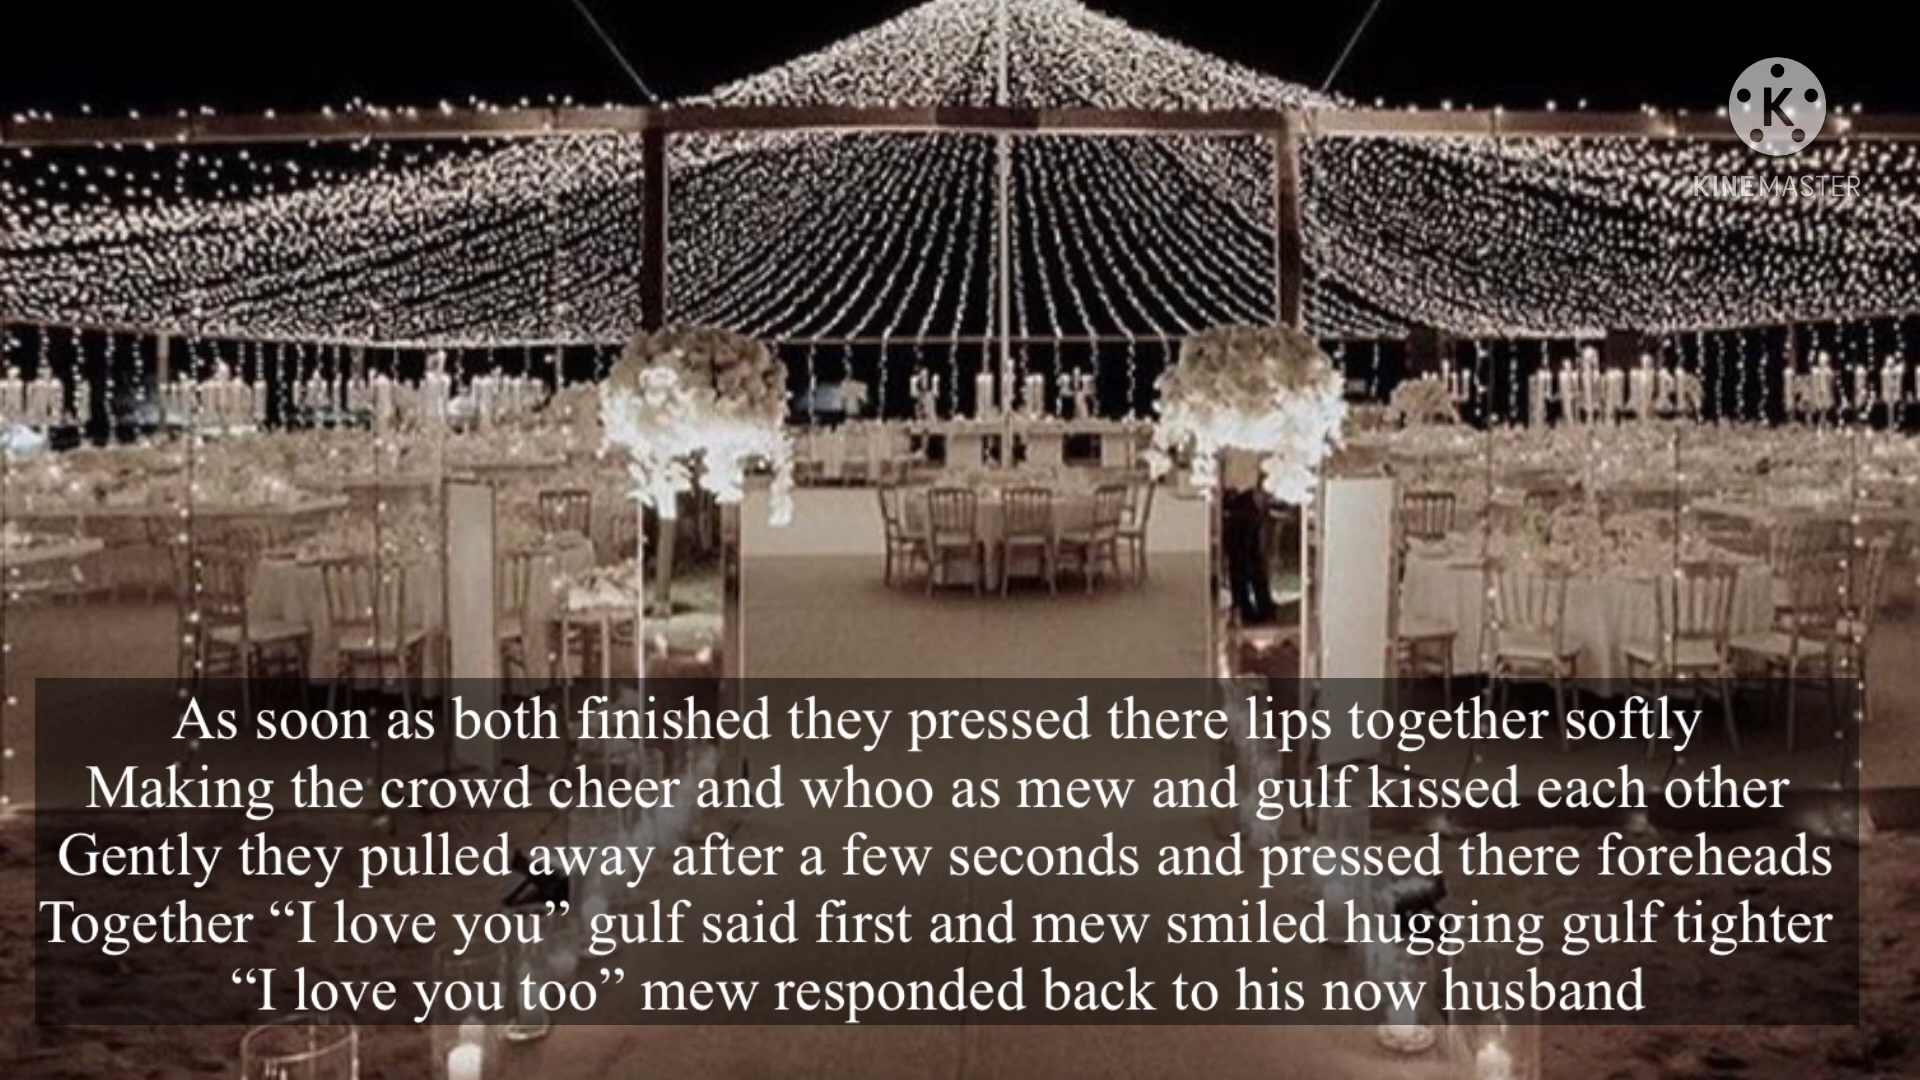 K
KINEMASTER
As soon as both finished they pressed there lips together softly
Making the crowd cheer and whoo as mew and gulf kissed each other
Gently they pulled away after a few seconds and pressed there foreheads
Together “I love you” gulf said first and mew smiled hugging gulf tighter
“I love you too” mew responded back to his now husband